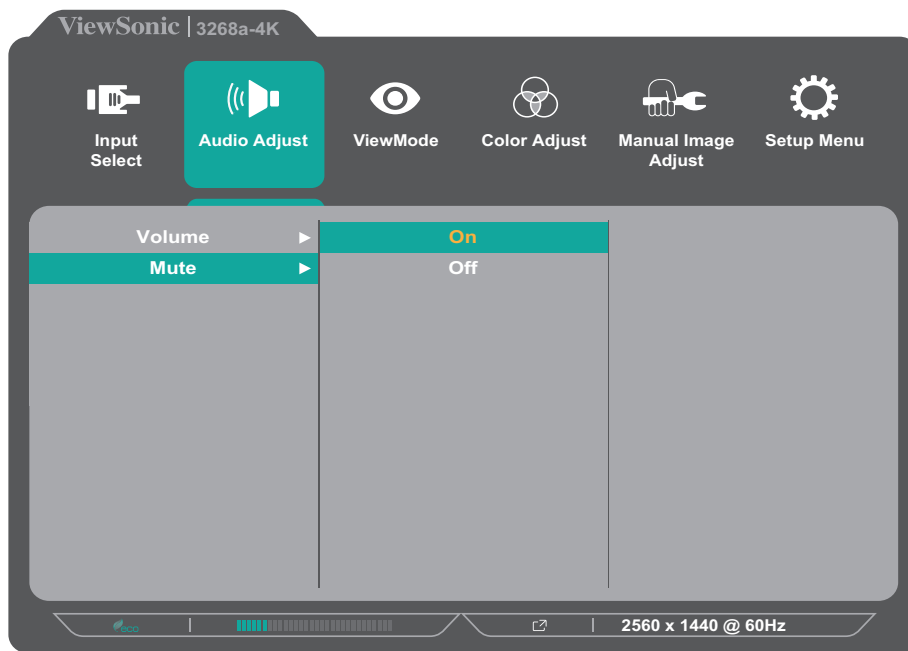 ViewSonic | 3268a-4K
Input Select
Audio Adjust
ViewMode
Color Adjust
Manual Image Adjust
Setup Menu
Volume
On
Mute
Off
eco
2560 x 1440 @ 60Hz